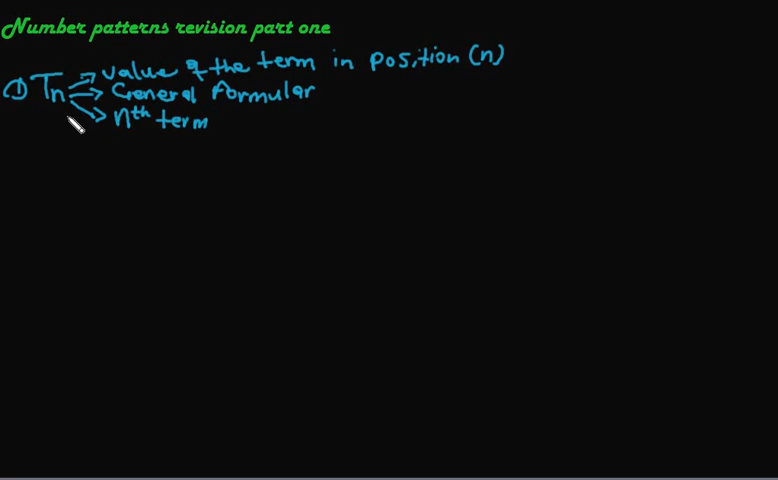 Number patterns revision part one
① Tn → value of the term in position (n)
→ General formular
→ nth term